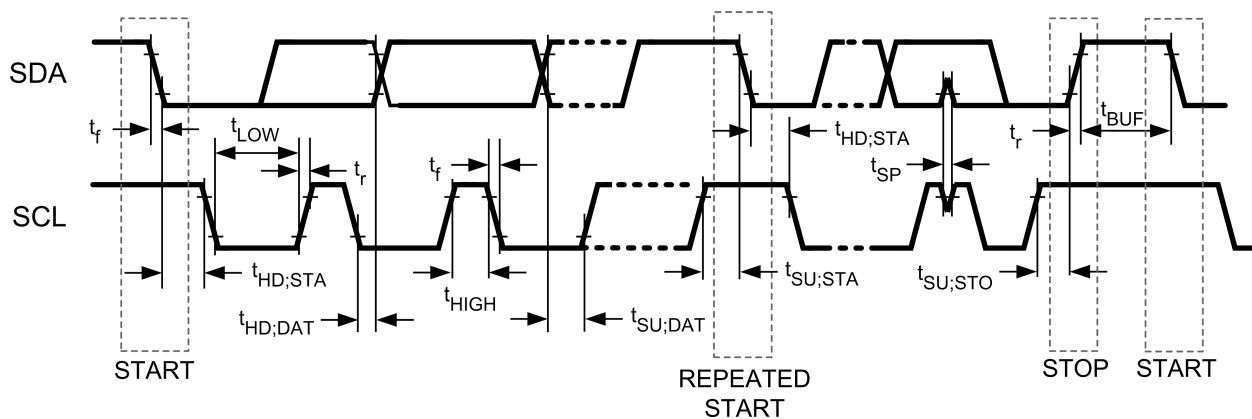 SDA
t_f
t_LOW
t_r
t_f
t_HD;STA
t_SP
t_r
t_BUF
SCL
t_HD;STA
t_HD;DAT
t_HIGH
t_SU;DAT
t_SU;STA
t_SU;STO
START
REPEATED
START
STOP
START